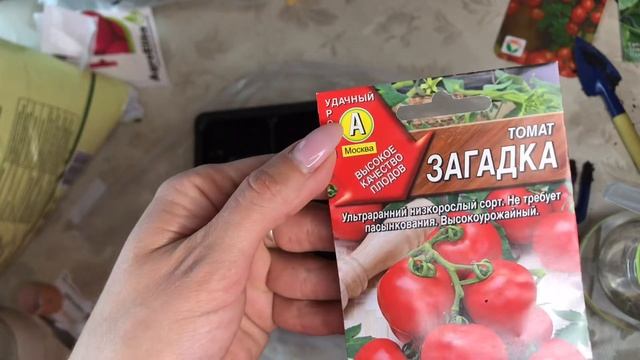 УДАЧНЫЙ
А
Москва
ВЫСОКОЕ
КАЧЕСТВО
ПЛОДОВ
ТОМАТ
ЗАГАДКА
Ультраранний низкорослый сорт. Не требует
пасынкования. Высокоурожайный.